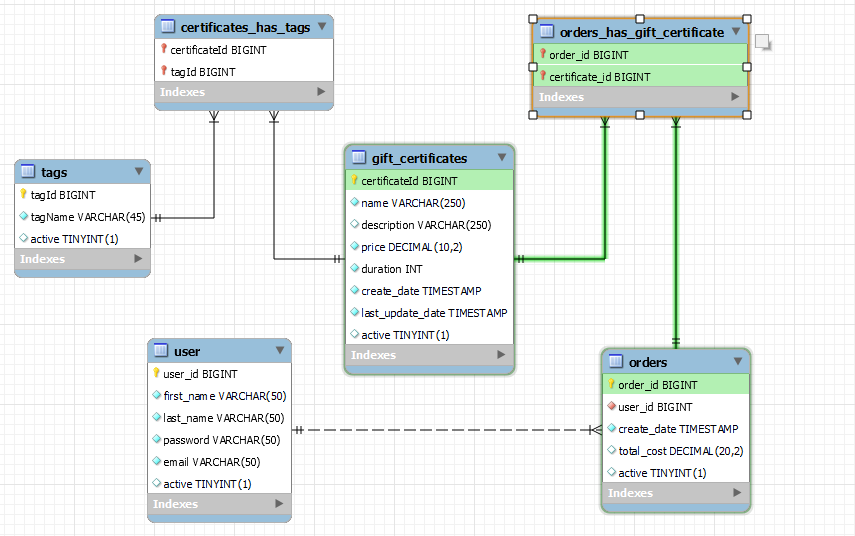 certificates_has_tags
certificateId BIGINT
tagId BIGINT
Indexes
orders_has_gift_certificate
order_id BIGINT
certificate_id BIGINT
Indexes
tags
tagId BIGINT
tagName VARCHAR(45)
active TINYINT(1)
Indexes
gift_certificates
certificateId BIGINT
name VARCHAR(250)
description VARCHAR(250)
price DECIMAL(10,2)
duration INT
create_date TIMESTAMP
last_update_date TIMESTAMP
active TINYINT(1)
Indexes
user
user_id BIGINT
first_name VARCHAR(50)
last_name VARCHAR(50)
password VARCHAR(50)
email VARCHAR(50)
active TINYINT(1)
Indexes
orders
order_id BIGINT
user_id BIGINT
create_date TIMESTAMP
total_cost DECIMAL(20,2)
active TINYINT(1)
Indexes